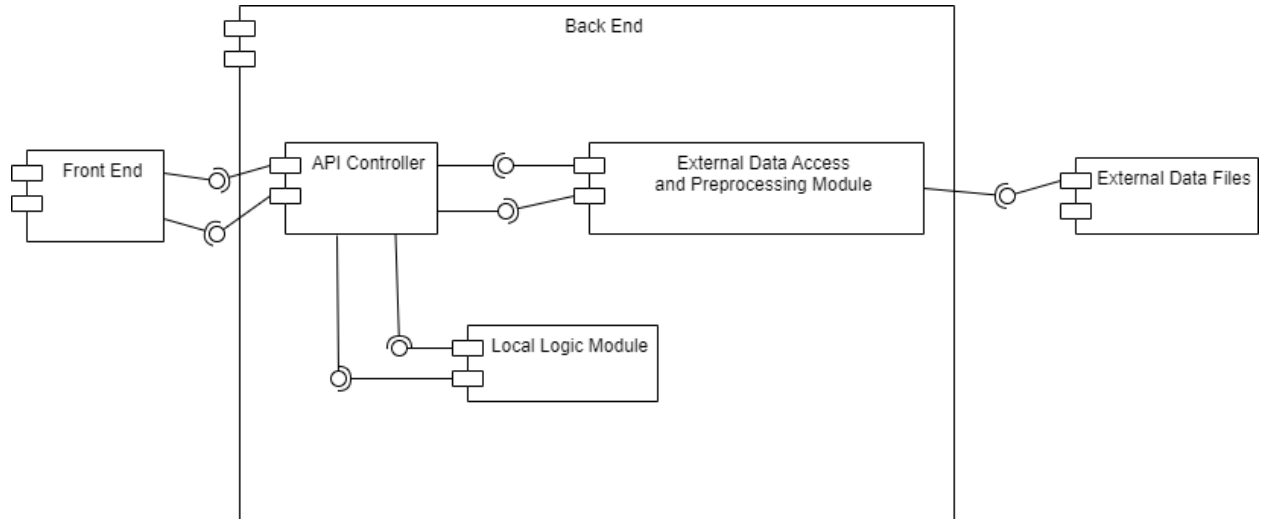 Back End
Front End
API Controller
External Data Access
and Preprocessing Module
External Data Files
Local Logic Module